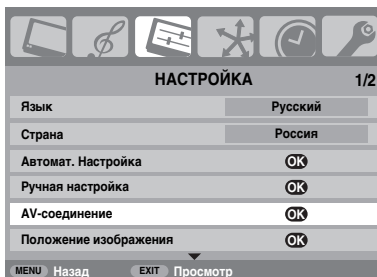 НАСТРОЙКА 1/2
Язык Русский
Страна Россия
Автомат. Настройка OK
Ручная настройка OK
AV-соединение OK
Положение изображения OK
MENU Назад EXIT Просмотр